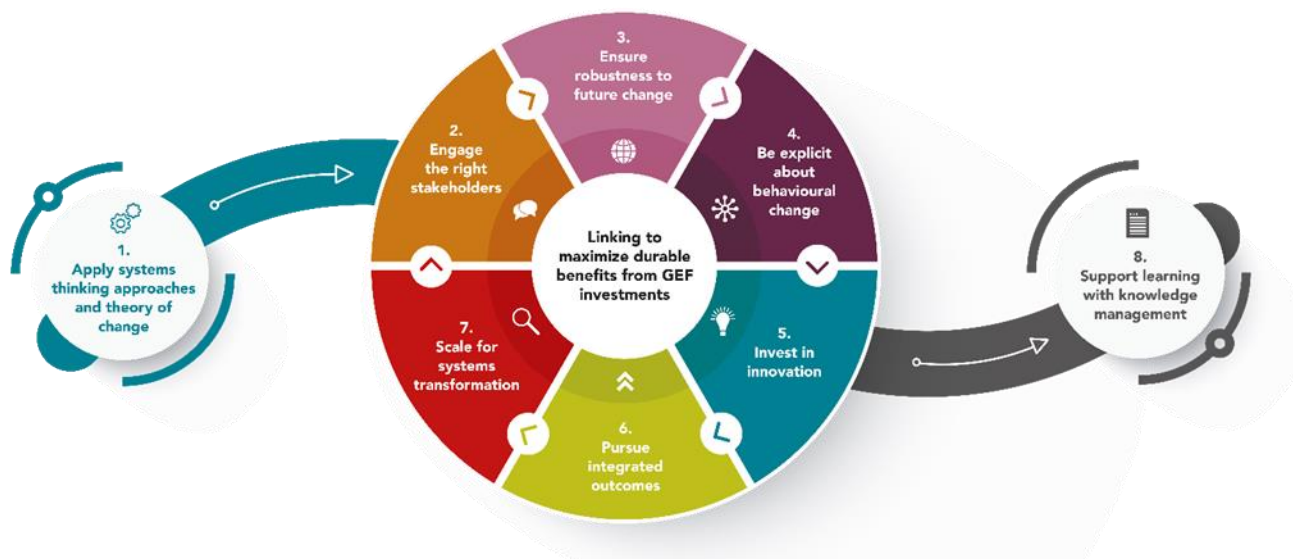 1.
Apply systems
thinking approaches
and theory of
change
2.
Engage
the right
stakeholders
3.
Ensure
robustness to
future change
4.
Be explicit
about
behavioural
change
5.
Invest in
innovation
6.
Pursue
integrated
outcomes
7.
Scale for
systems
transformation
Linking to
maximize durable
benefits from GEF
investments
8.
Support learning
with knowledge
management